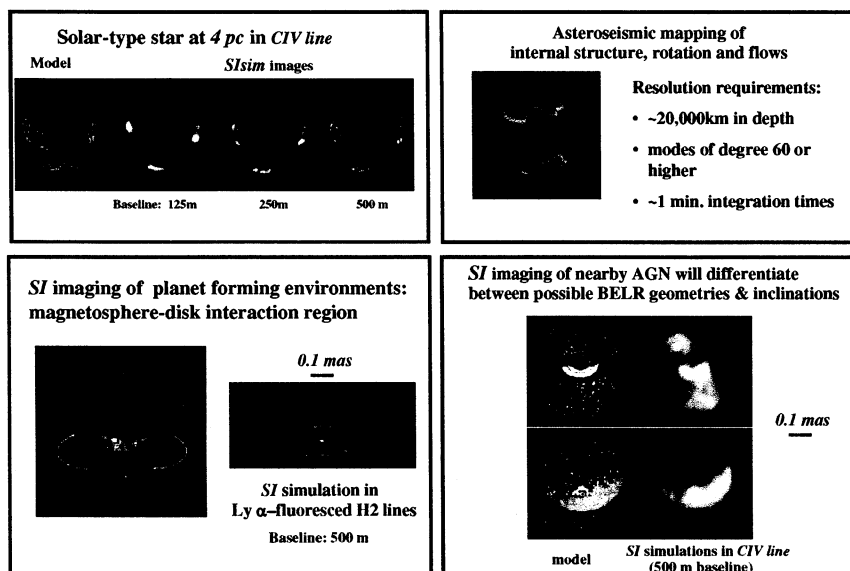 Solar-type star at 4 pc in CIV line
Model
SIsim images
Baseline: 125m
250m
500 m
Asteroseismic mapping of
internal structure, rotation and flows
Resolution requirements:
• ~20,000km in depth
• modes of degree 60 or
higher
• ~1 min. integration times
SI imaging of planet forming environments:
magnetosphere-disk interaction region
0.1 mas
SI simulation in
Ly α–fluoresced H2 lines
Baseline: 500 m
SI imaging of nearby AGN will differentiate
between possible BELR geometries & inclinations
0.1 mas
model
SI simulations in CIV line
(500 m baseline)